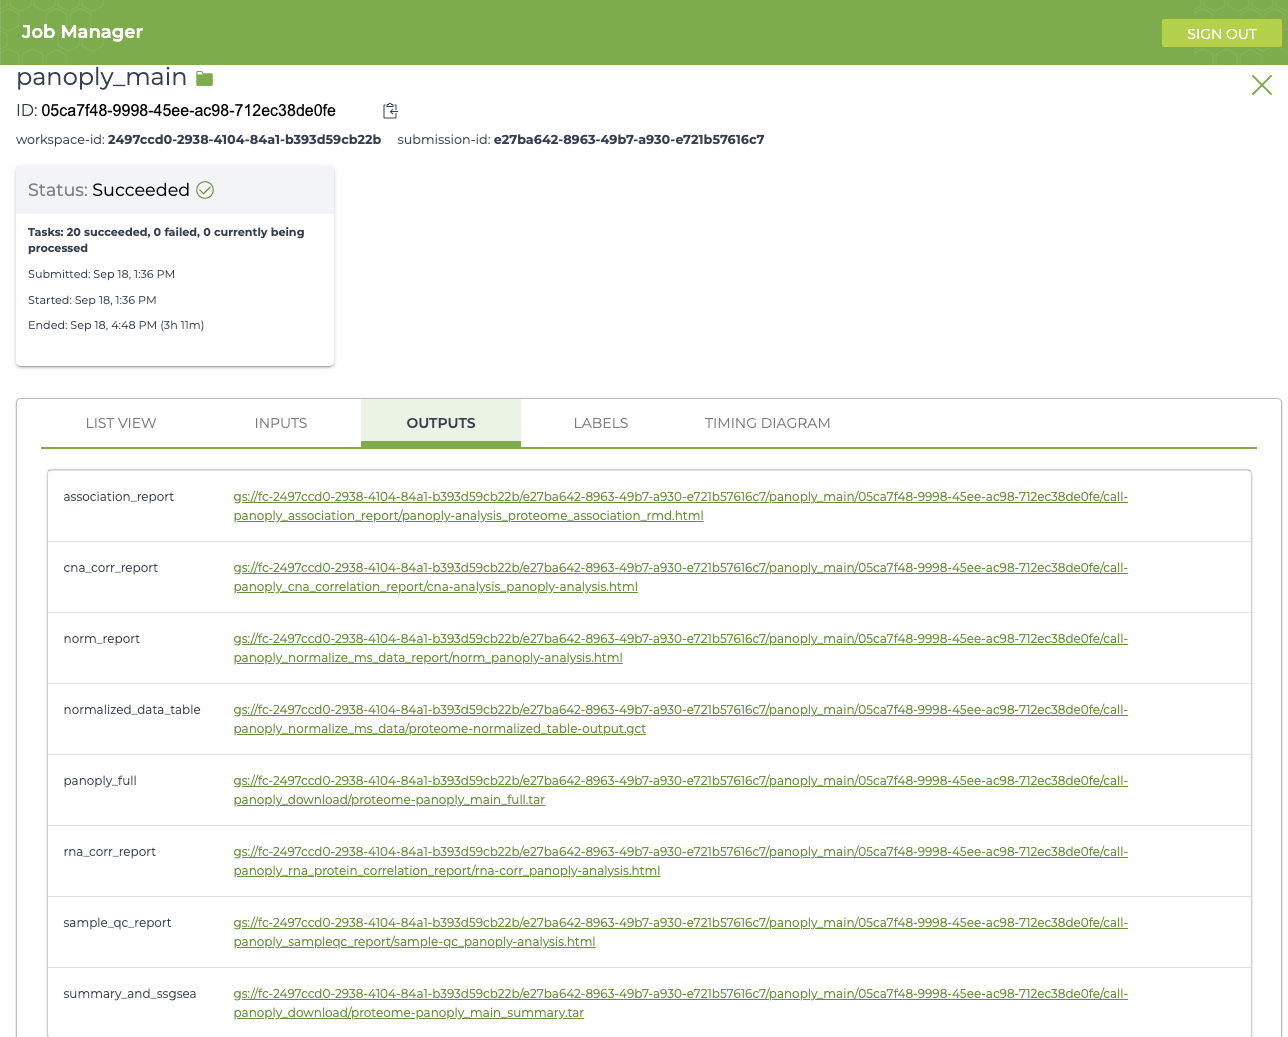 Job Manager
SIGN OUT
panoply_main
ID: 05ca7f48-9998-45ee-ac98-712ec38de0fe
workspace-id: 2497ccd0-2938-4104-84a1-b393d59cb22b submission-id: e27ba642-8963-49b7-a930-e721b57616c7
Status: Succeeded
Tasks: 20 succeeded, 0 failed, 0 currently being
processed
Submitted: Sep 18, 1:36 PM
Started: Sep 18, 1:36 PM
Ended: Sep 18, 4:48 PM (3h 11m)
LIST VIEW INPUTS OUTPUTS LABELS TIMING DIAGRAM
association_report gs://fc-2497ccd0-2938-4104-84a1-b393d59cb22b/e27ba642-8963-49b7-a930-e721b57616c7/panoply_main/05ca7f48-9998-45ee-ac98-712ec38de0fe/call-
panoply_association_report/panoply-analysis_proteome_association_rmd.html
cna_corr_report gs://fc-2497ccd0-2938-4104-84a1-b393d59cb22b/e27ba642-8963-49b7-a930-e721b57616c7/panoply_main/05ca7f48-9998-45ee-ac98-712ec38de0fe/call-
panoply_cna_correlation_report/cna-analysis_panoply-analysis.html
norm_report gs://fc-2497ccd0-2938-4104-84a1-b393d59cb22b/e27ba642-8963-49b7-a930-e721b57616c7/panoply_main/05ca7f48-9998-45ee-ac98-712ec38de0fe/call-
panoply_normalize_ms_data_report/norm_panoply-analysis.html
normalized_data_table gs://fc-2497ccd0-2938-4104-84a1-b393d59cb22b/e27ba642-8963-49b7-a930-e721b57616c7/panoply_main/05ca7f48-9998-45ee-ac98-712ec38de0fe/call-
panoply_normalize_ms_data/proteome-normalized_table-output.gct
panoply_full gs://fc-2497ccd0-2938-4104-84a1-b393d59cb22b/e27ba642-8963-49b7-a930-e721b57616c7/panoply_main/05ca7f48-9998-45ee-ac98-712ec38de0fe/call-
panoply_download/proteome-panoply_main_full.tar
rna_corr_report gs://fc-2497ccd0-2938-4104-84a1-b393d59cb22b/e27ba642-8963-49b7-a930-e721b57616c7/panoply_main/05ca7f48-9998-45ee-ac98-712ec38de0fe/call-
panoply_rna_protein_correlation_report/rna-corr_panoply-analysis.html
sample_qc_report gs://fc-2497ccd0-2938-4104-84a1-b393d59cb22b/e27ba642-8963-49b7-a930-e721b57616c7/panoply_main/05ca7f48-9998-45ee-ac98-712ec38de0fe/call-
panoply_sampleqc_report/sample-qc_panoply-analysis.html
summary_and_ssgsea gs://fc-2497ccd0-2938-4104-84a1-b393d59cb22b/e27ba642-8963-49b7-a930-e721b57616c7/panoply_main/05ca7f48-9998-45ee-ac98-712ec38de0fe/call-
panoply_download/proteome-panoply_main_summary.tar